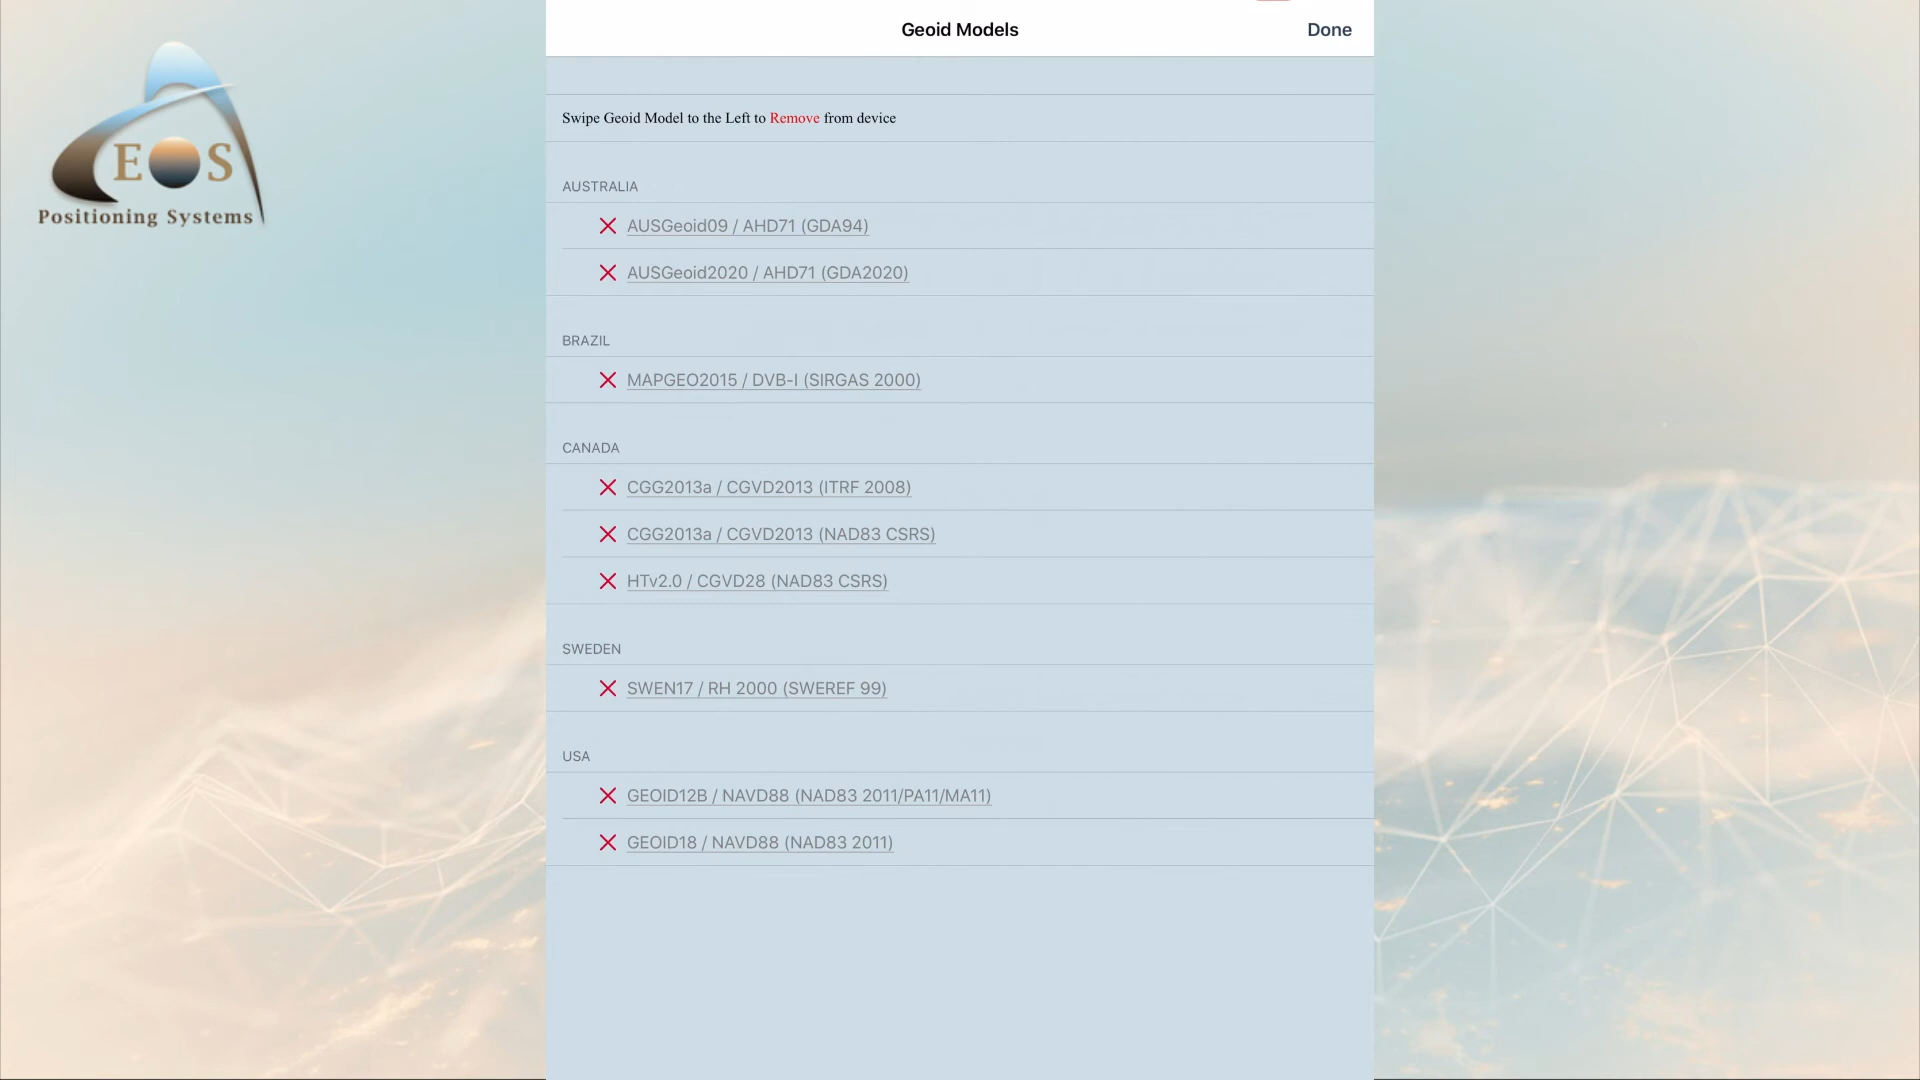 EOS
Positioning Systems
Geoid Models
Done
Swipe Geoid Model to the Left to Remove from device
AUSTRALIA
AUSGeoid09 / AHD71 (GDA94)
AUSGeoid2020 / AHD71 (GDA2020)
BRAZIL
MAPGEO2015 / DVB-I (SIRGAS 2000)
CANADA
CGG2013a / CGVD2013 (ITRF 2008)
CGG2013a / CGVD2013 (NAD83 CSRS)
HTv2.0 / CGVD28 (NAD83 CSRS)
SWEDEN
SWEN17 / RH 2000 (SWEREF 99)
USA
GEOID12B / NAVD88 (NAD83 2011/PA11/MA11)
GEOID18 / NAVD88 (NAD83 2011)